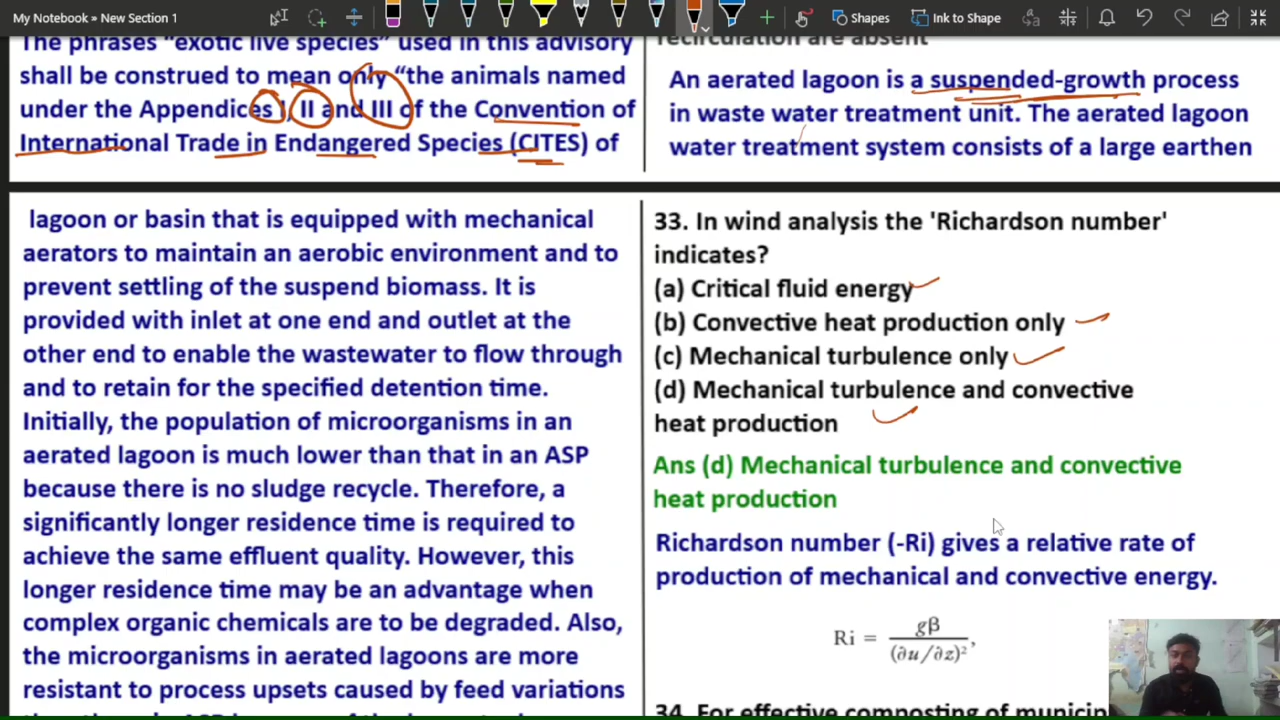 My Notebook » New Section 1
Shapes
Ink to Shape
The phrases "exotic live species" used in this advisory
shall be construed to mean only "the animals named
under the Appendices I, II and III of the Convention of
International Trade in Endangered Species (CITES) of
recirculation are absent
An aerated lagoon is a suspended-growth process
in waste water treatment unit. The aerated lagoon
water treatment system consists of a large earthen
lagoon or basin that is equipped with mechanical
aerators to maintain an aerobic environment and to
prevent settling of the suspend biomass. It is
provided with inlet at one end and outlet at the
other end to enable the wastewater to flow through
and to retain for the specified detention time.
Initially, the population of microorganisms in an
aerated lagoon is much lower than that in an ASP
because there is no sludge recycle. Therefore, a
significantly longer residence time is required to
achieve the same effluent quality. However, this
longer residence time may be an advantage when
complex organic chemicals are to be degraded. Also,
the microorganisms in aerated lagoons are more
resistant to process upsets caused by feed variations
33. In wind analysis the 'Richardson number'
indicates?
(a) Critical fluid energy
(b) Convective heat production only
(c) Mechanical turbulence only
(d) Mechanical turbulence and convective
heat production
Ans (d) Mechanical turbulence and convective
heat production
Richardson number (-Ri) gives a relative rate of
production of mechanical and convective energy.
Ri = gβ / (∂u/∂z)²,
34. For effective composting of municip